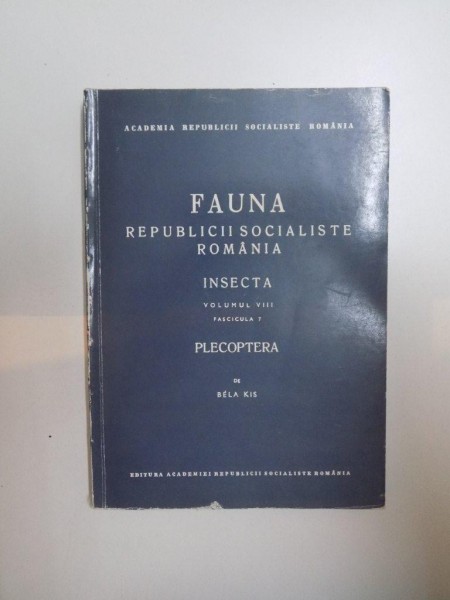 ACADEMIA REPUBLICII SOCIALISTE ROMÂNIA
FAUNA
REPUBLICII SOCIALISTE
ROMÂNIA
INSECTA
VOLUMUL VIII
FASCICULA 7
PLECOPTERA
DE
BÉLA KIS
EDITURA ACADEMIEI REPUBLICII SOCIALISTE ROMÂNIA